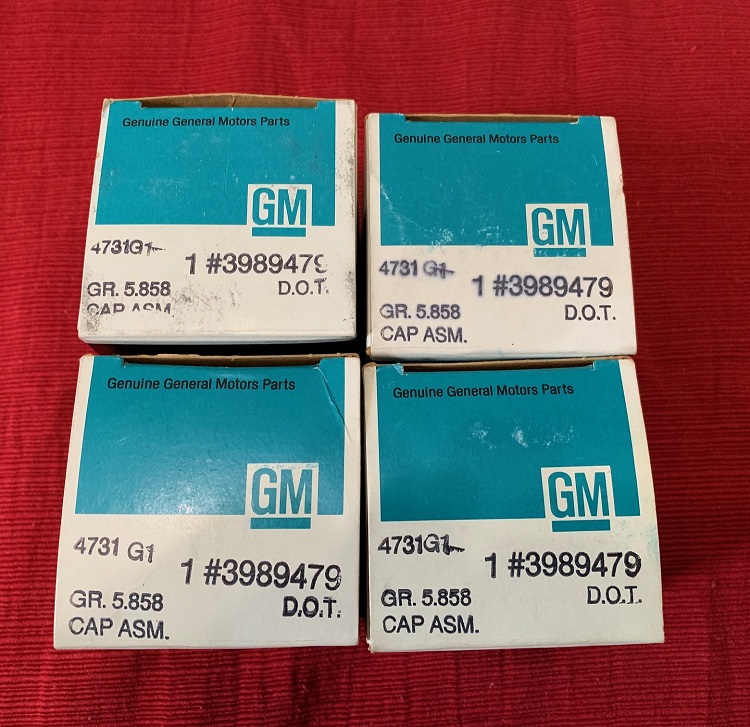 Genuine General Motors Parts
GM
4731G1
1 #3989479
GR. 5.858
D.O.T.
CAP ASM
Genuine General Motors Parts
GM
4731 G1
1 #3989479
GR. 5.858
D.O.T.
CAP ASM.
Genuine General Motors Parts
GM
4731 G1
1 #3989479
GR. 5.858
D.O.T.
CAP ASM.
Genuine General Motors Parts
GM
4731G1
1 #3989479
GR. 5.858
D.O.T.
CAP ASM.